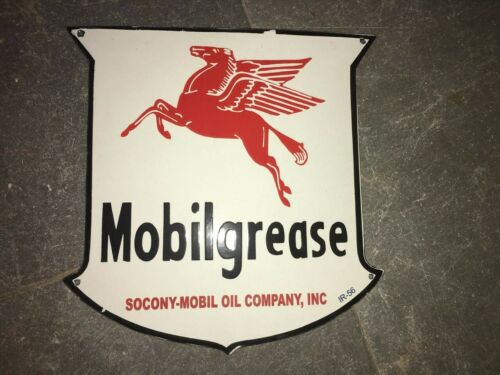 Mobilgrease
SOCONY-MOBIL OIL COMPANY, INC
IR-56